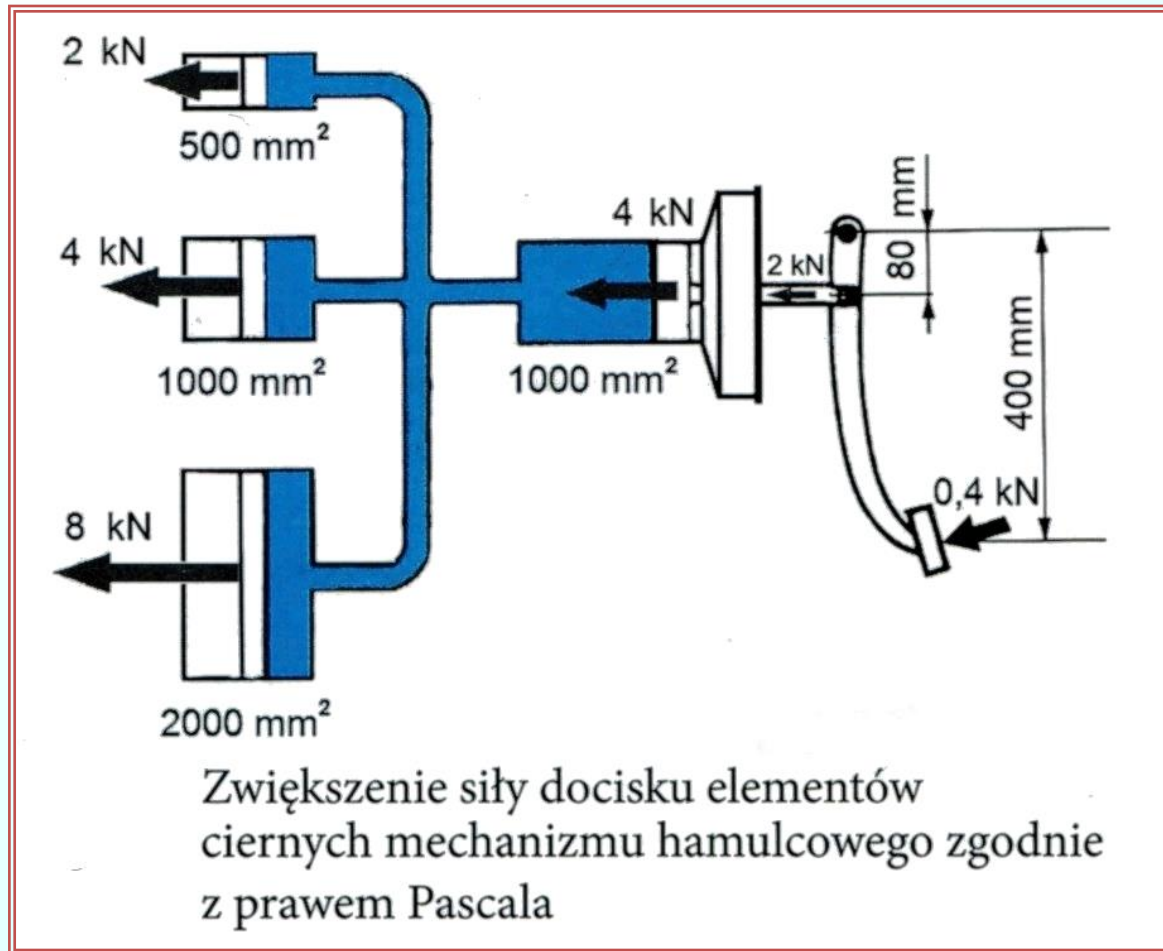 2 kN
500 mm²
4 kN
1000 mm²
8 kN
2000 mm²
4 kN
1000 mm²
2 kN
80 mm
400 mm
0,4 kN
Zwiększenie siły docisku elementów
ciernych mechanizmu hamulcowego zgodnie
z prawem Pascala